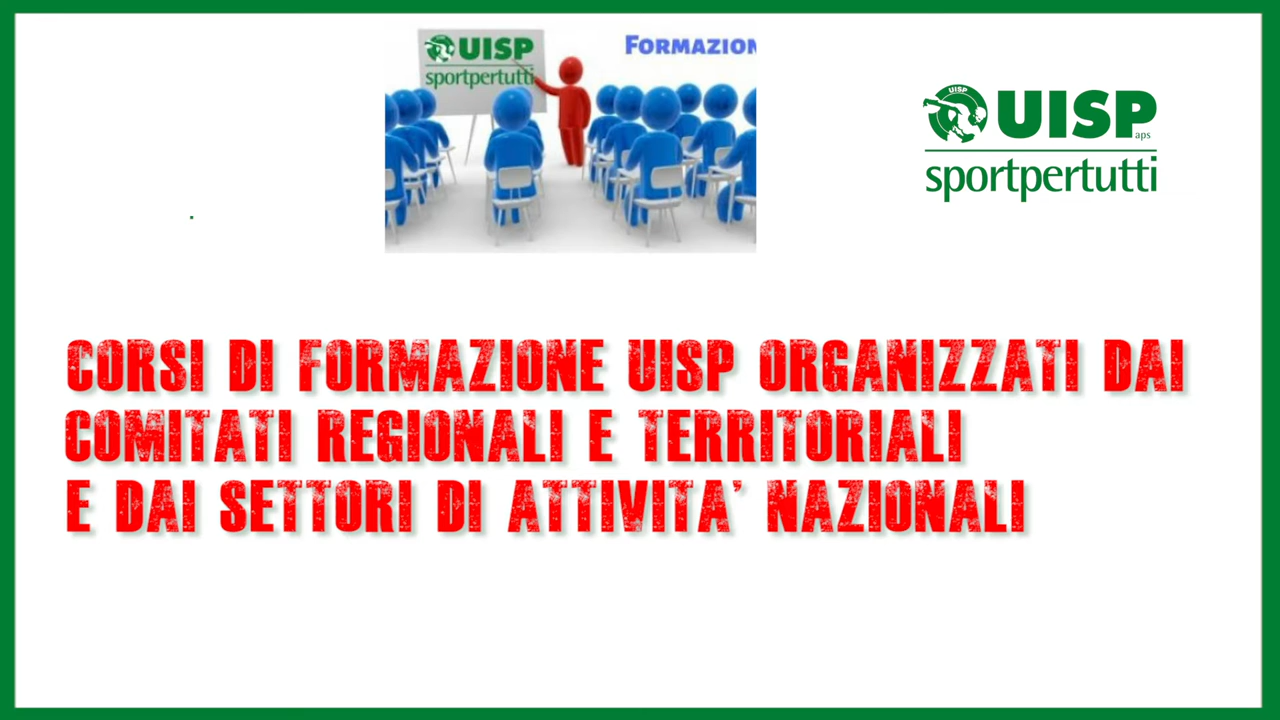 UISP
sportpertutti
FORMAZION
UISP
UISP
aps
sportpertutti
CORSI DI FORMAZIONE UISP ORGANIZZATI DAI
COMITATI REGIONALI E TERRITORIALI
E DAI SETTORI DI ATTIVITA’ NAZIONALI